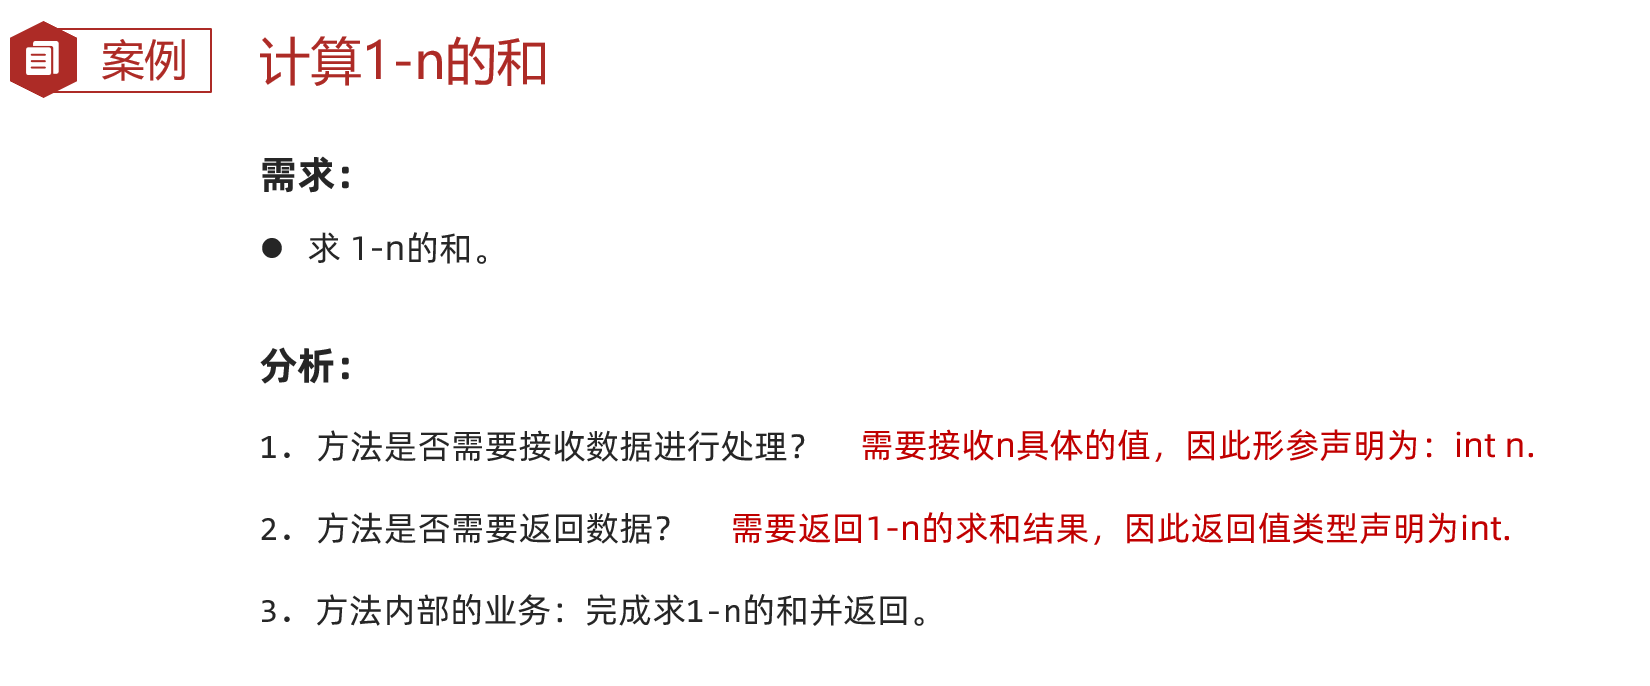 案例 计算1-n的和
需求：
● 求 1-n的和。
分析：
1. 方法是否需要接收数据进行处理？ 需要接收n具体的值，因此形参声明为：int n.
2. 方法是否需要返回数据？ 需要返回1-n的求和结果，因此返回值类型声明为int.
3. 方法内部的业务：完成求1-n的和并返回。